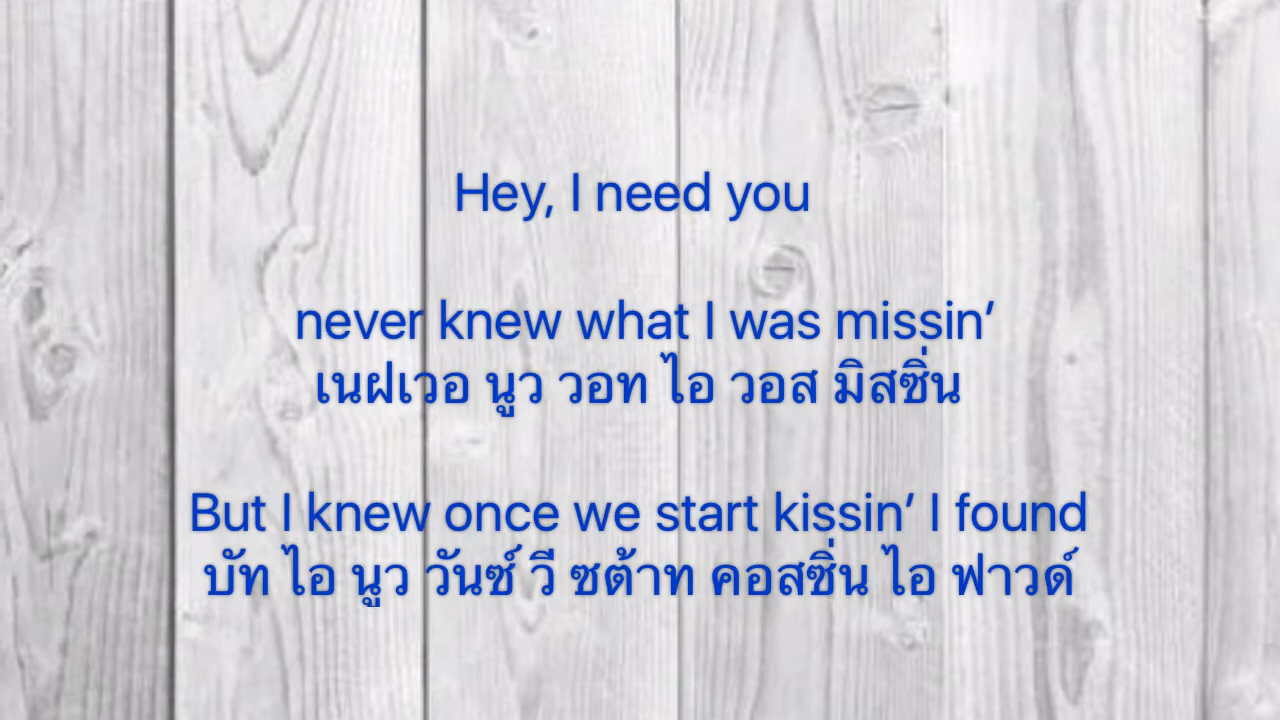 Hey, I need you
never knew what I was missin’
เนฝเวอ นูว วอท ไอ วอส มิสซิ่น
But I knew once we start kissin’ I found
บัท ไอ นูว วันซ์ วี ซต้าท คอสซิ่น ไอ ฟาวด์